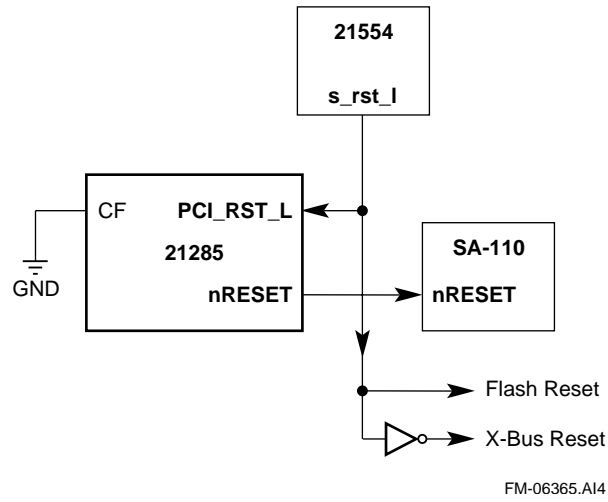 21554
s_rst_l
CF PCI_RST_L
21285
nRESET
GND
SA-110
nRESET
Flash Reset
X-Bus Reset
FM-06365.AI4